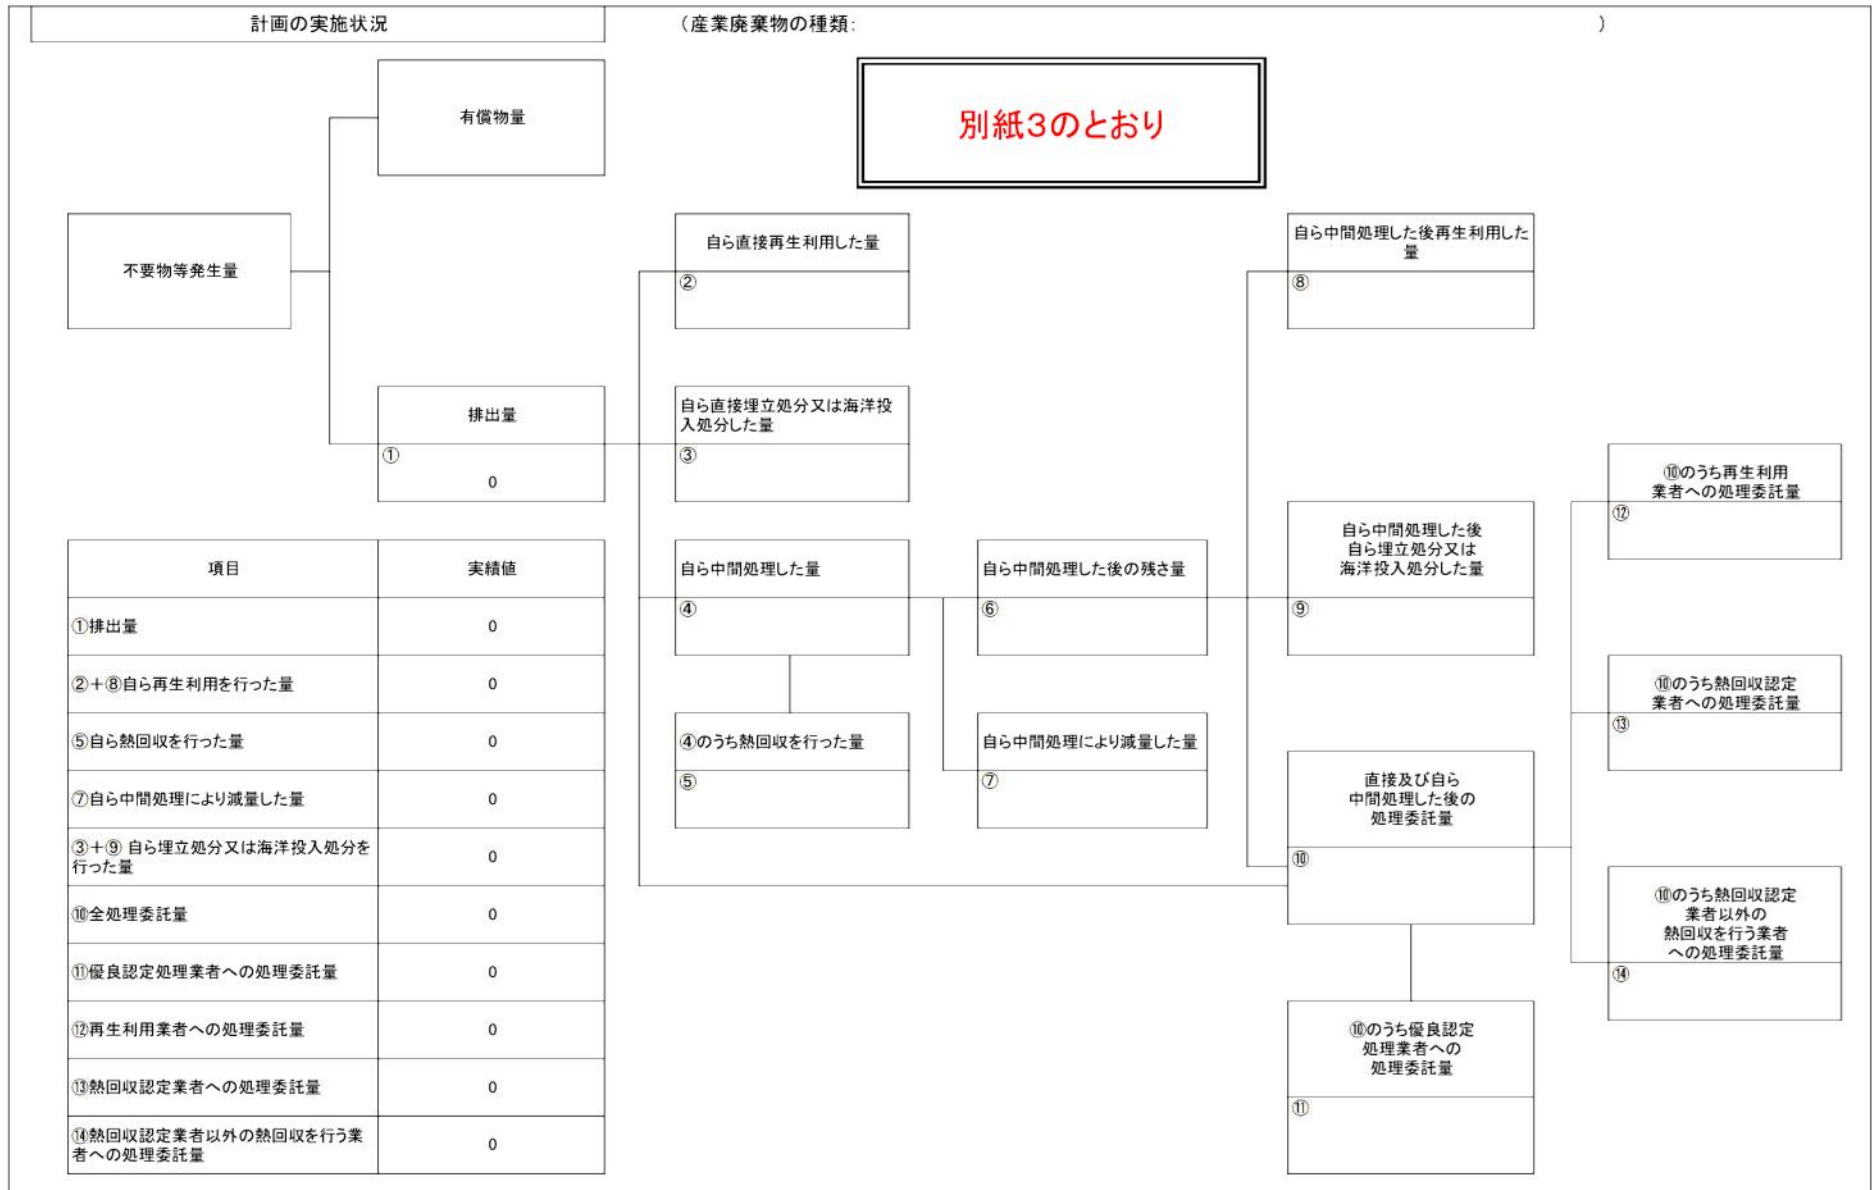 計画の実施状況
（産業廃棄物の種類： ）
有償物量
別紙３のとおり
不要物等発生量
自ら直接再生利用した量
②
自ら中間処理した後再生利用した
量
⑧
排出量
①
0
自ら直接埋立処分又は海洋投
入処分した量
③
⑩のうち再生利用
業者への処理委託量
⑫
自ら中間処理した量
④
自ら中間処理した後の残さ量
⑥
自ら中間処理した後
自ら埋立処分又は
海洋投入処分した量
⑨
⑩のうち熱回収認定
業者への処理委託量
⑬
④のうち熱回収を行った量
⑤
自ら中間処理により減量した量
⑦
直接及び自ら
中間処理した後の
処理委託量
⑩
⑩のうち熱回収認定
業者以外の
熱回収を行う業者
への処理委託量
⑭
⑩のうち優良認定
処理業者への
処理委託量
⑪
項目 実績値
①排出量 0
②＋⑧自ら再生利用を行った量 0
⑤自ら熱回収を行った量 0
⑦自ら中間処理により減量した量 0
③＋⑨ 自ら埋立処分又は海洋投入処分を
行った量 0
⑩全処理委託量 0
⑪優良認定処理業者への処理委託量 0
⑫再生利用業者への処理委託量 0
⑬熱回収認定業者への処理委託量 0
⑭熱回収認定業者以外の熱回収を行う業
者への処理委託量 0